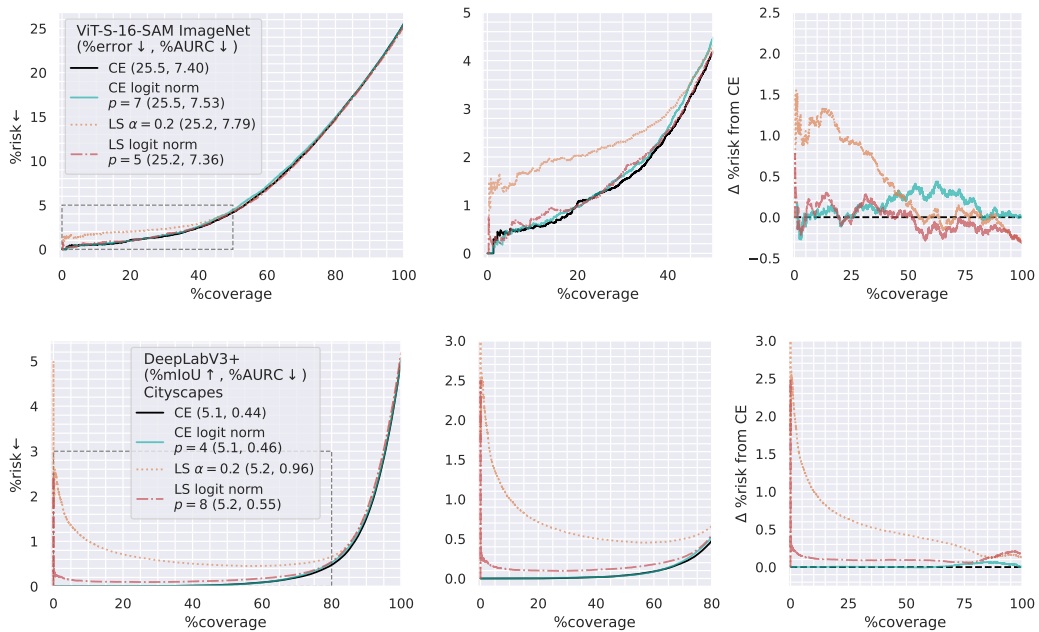 ViT-S-16-SAM ImageNet
(%error ↓, %AURC ↓)
CE (25.5, 7.40)
CE logit norm
p = 7 (25.5, 7.53)
LS α = 0.2 (25.2, 7.79)
LS logit norm
p = 5 (25.2, 7.36)
%risk←
25
20
15
10
5
0
0 20 40 60 80 100
%coverage
5
4
3
2
1
0
0 20 40
%coverage
Δ %risk from CE
2.5
2.0
1.5
1.0
0.5
0.0
−0.5
0 25 50 75 100
%coverage
DeepLabV3+
(%mIoU ↑, %AURC ↓)
Cityscapes
CE (5.1, 0.44)
CE logit norm
p = 4 (5.1, 0.46)
LS α = 0.2 (5.2, 0.96)
LS logit norm
p = 8 (5.2, 0.55)
%risk←
5
4
3
2
1
0
0 20 40 60 80 100
%coverage
3.0
2.5
2.0
1.5
1.0
0.5
0.0
0 20 40 60 80
%coverage
Δ %risk from CE
3.0
2.5
2.0
1.5
1.0
0.5
0.0
0 25 50 75 100
%coverage